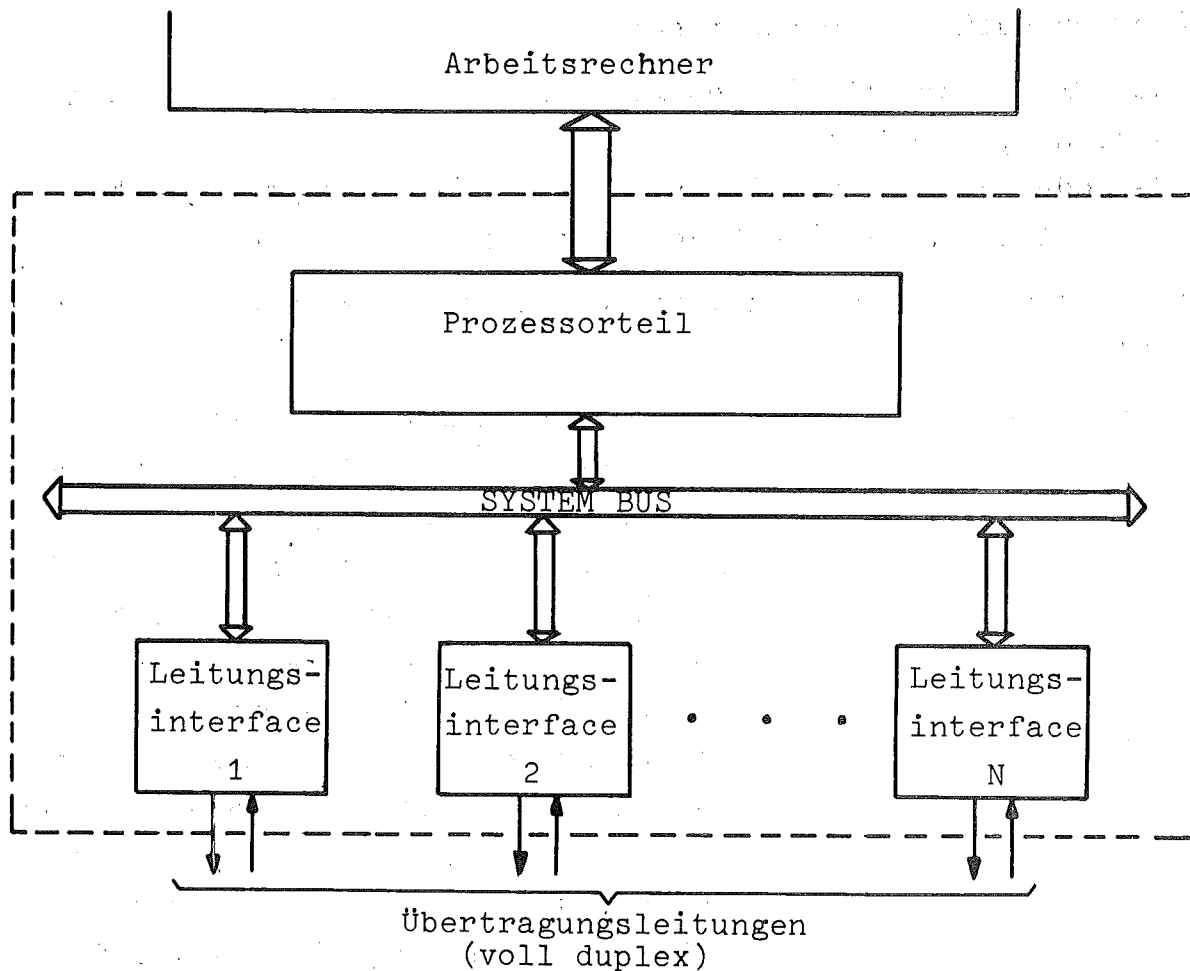 Arbeitsrechner
Prozessorteil
SYSTEM BUS
Leitungs-
interface
1
Leitungs-
interface
2
Leitungs-
interface
N
Übertragungsleitungen
(voll duplex)